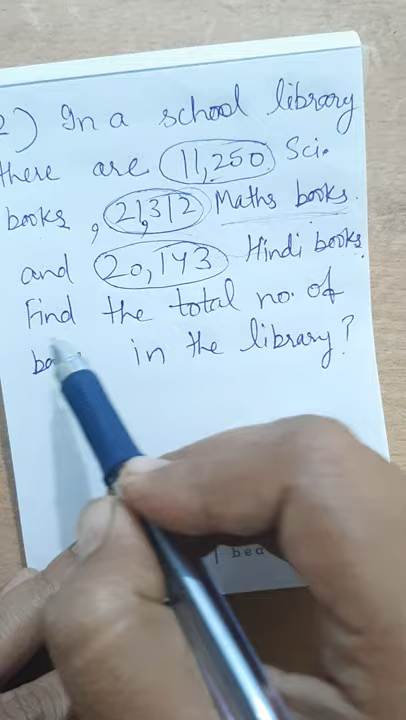 2) In a school library
there are 11,250 Sci.
books, 21,312 Maths books.
and 20,143 Hindi books.
Find the total no. of
in the library?
bea